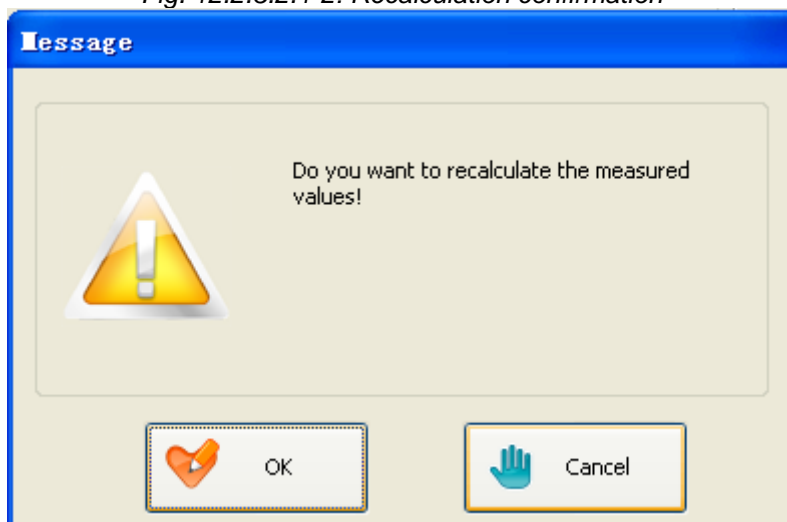 Recalculation confirmation
Message
Do you want to recalculate the measured
values!
OK
Cancel